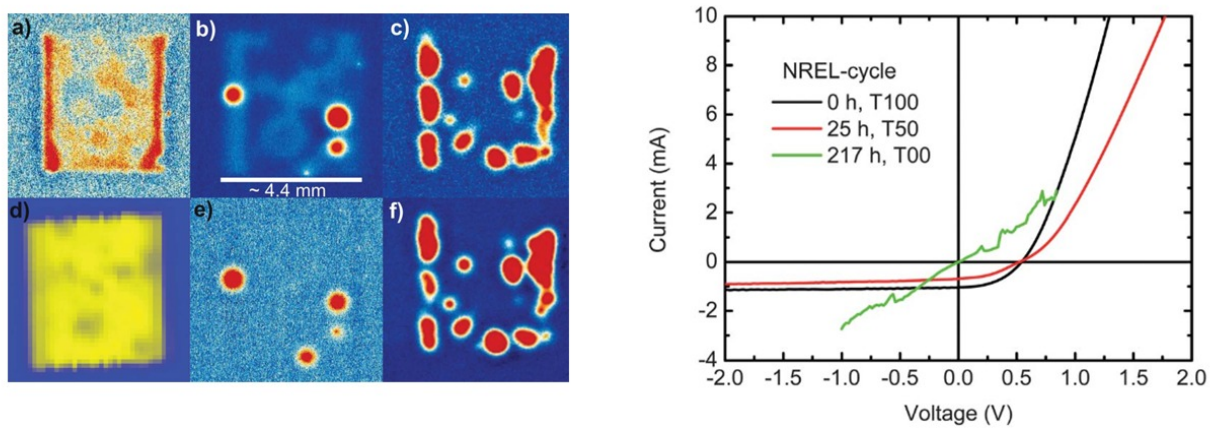 a)
b)
c)
~ 4.4 mm
d)
e)
f)
10
8
6
4
2
0
-2
-4
Current (mA)
NREL-cycle
0 h, T100
25 h, T50
217 h, T00
-2.0 -1.5 -1.0 -0.5 0.0 0.5 1.0 1.5 2.0
Voltage (V)